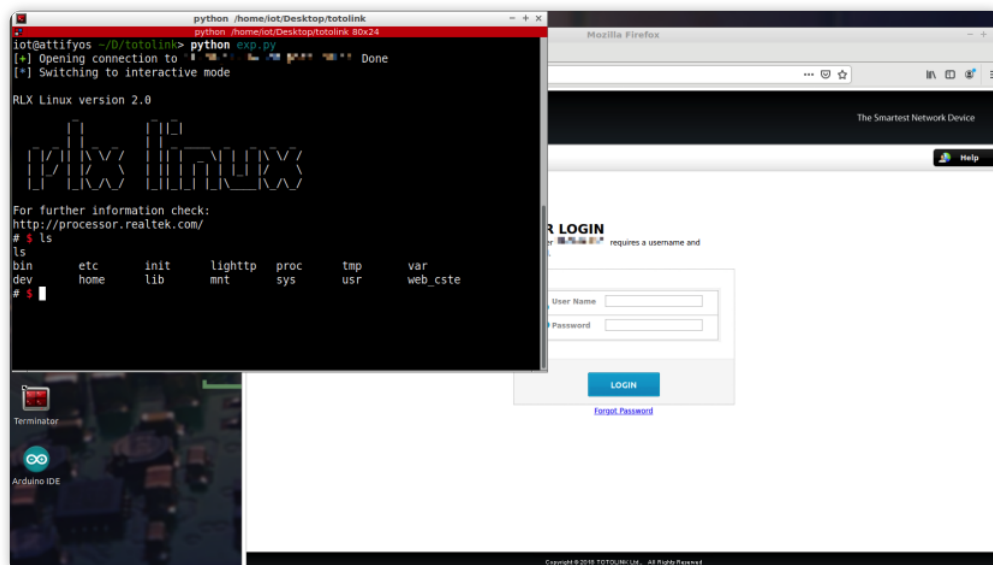 python /home/iot/Desktop/totolink
python /home/iot/Desktop/totolink 80x24
iot@attifyos ~/D/totolink> python exp.py
[+] Opening connection to Done
[*] Switching to interactive mode
RLX Linux version 2.0
rlx linux
For further information check:
http://processor.realtek.com/
# $ ls
ls
bin etc init lighttp proc tmp var
dev home lib mnt sys usr web_cste
# $
Mozilla Firefox
The Smartest Network Device
Help
R LOGIN
requires a username and
User Name
Password
LOGIN
Forgot Password
Terminator
Arduino IDE
Copyright © 2018 TOTOLINK Ltd., All Rights Reserved